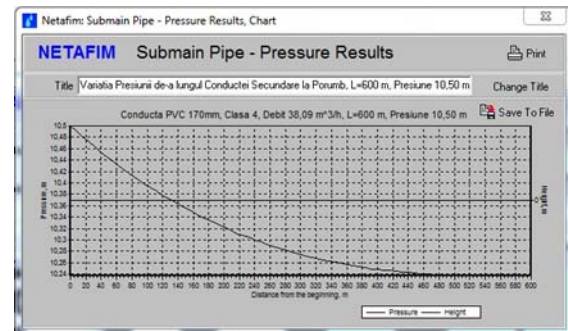 Netafim: Submain Pipe - Pressure Results, Chart
NETAFIM Submain Pipe - Pressure Results Print
Title Variatia Presiunii de-a lungul Conductei Secundare la Porumb, L=600 m, Presiune 10,50 m Change Title
Conducta PVC 170mm, Clasa 4, Debit 38,09 m^3/h, L=600 m, Presiune 10,50 m Save To File
10,5
10,48
10,46
10,44
10,42
10,4
10,38
10,36
10,34
10,32
10,3
10,28
10,26
10,24
Pressure, m
Height, m
0
0 20 40 60 80 100 120 140 160 180 200 220 240 260 280 300 320 340 360 380 400 420 440 460 480 500 520 540 560 580 600
Distance from the beginning, m
Pressure Height